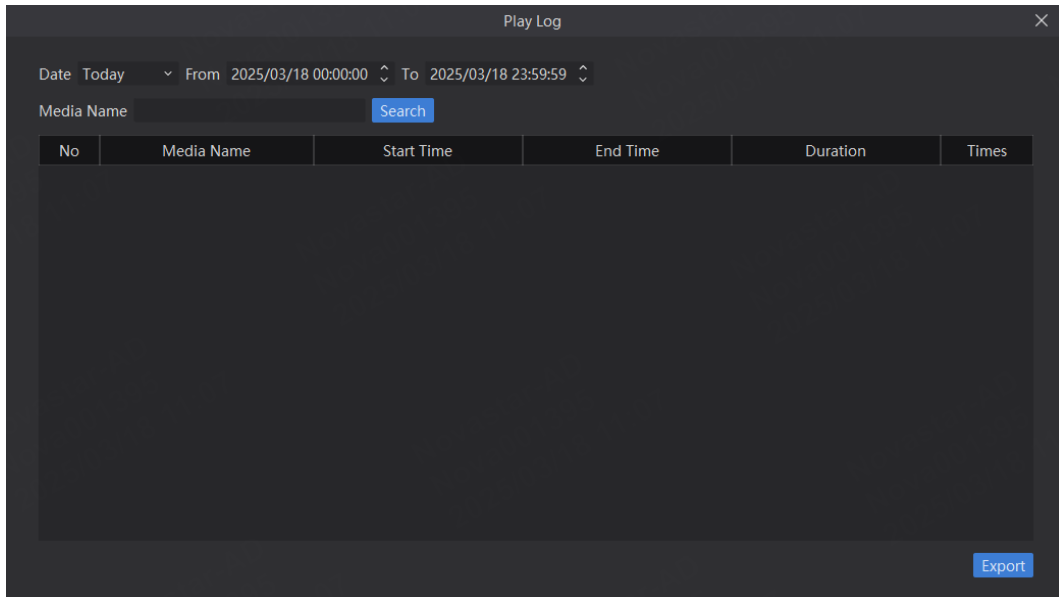 Play Log
Date Today From 2025/03/18 00:00:00 To 2025/03/18 23:59:59
Media Name Search
No Media Name Start Time End Time Duration Times
Export